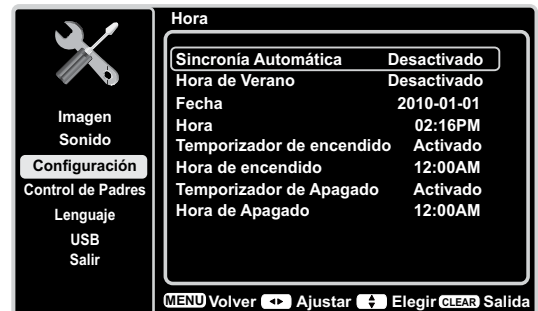 Hora
Imagen
Sonido
Configuración
Control de Padres
Lenguaje
USB
Salir
Sincronía Automática Desactivado
Hora de Verano Desactivado
Fecha 2010-01-01
Hora 02:16PM
Temporizador de encendido Activado
Hora de encendido 12:00AM
Temporizador de Apagado Activado
Hora de Apagado 12:00AM
MENU Volver Ajustar Elegir CLEAR Salida